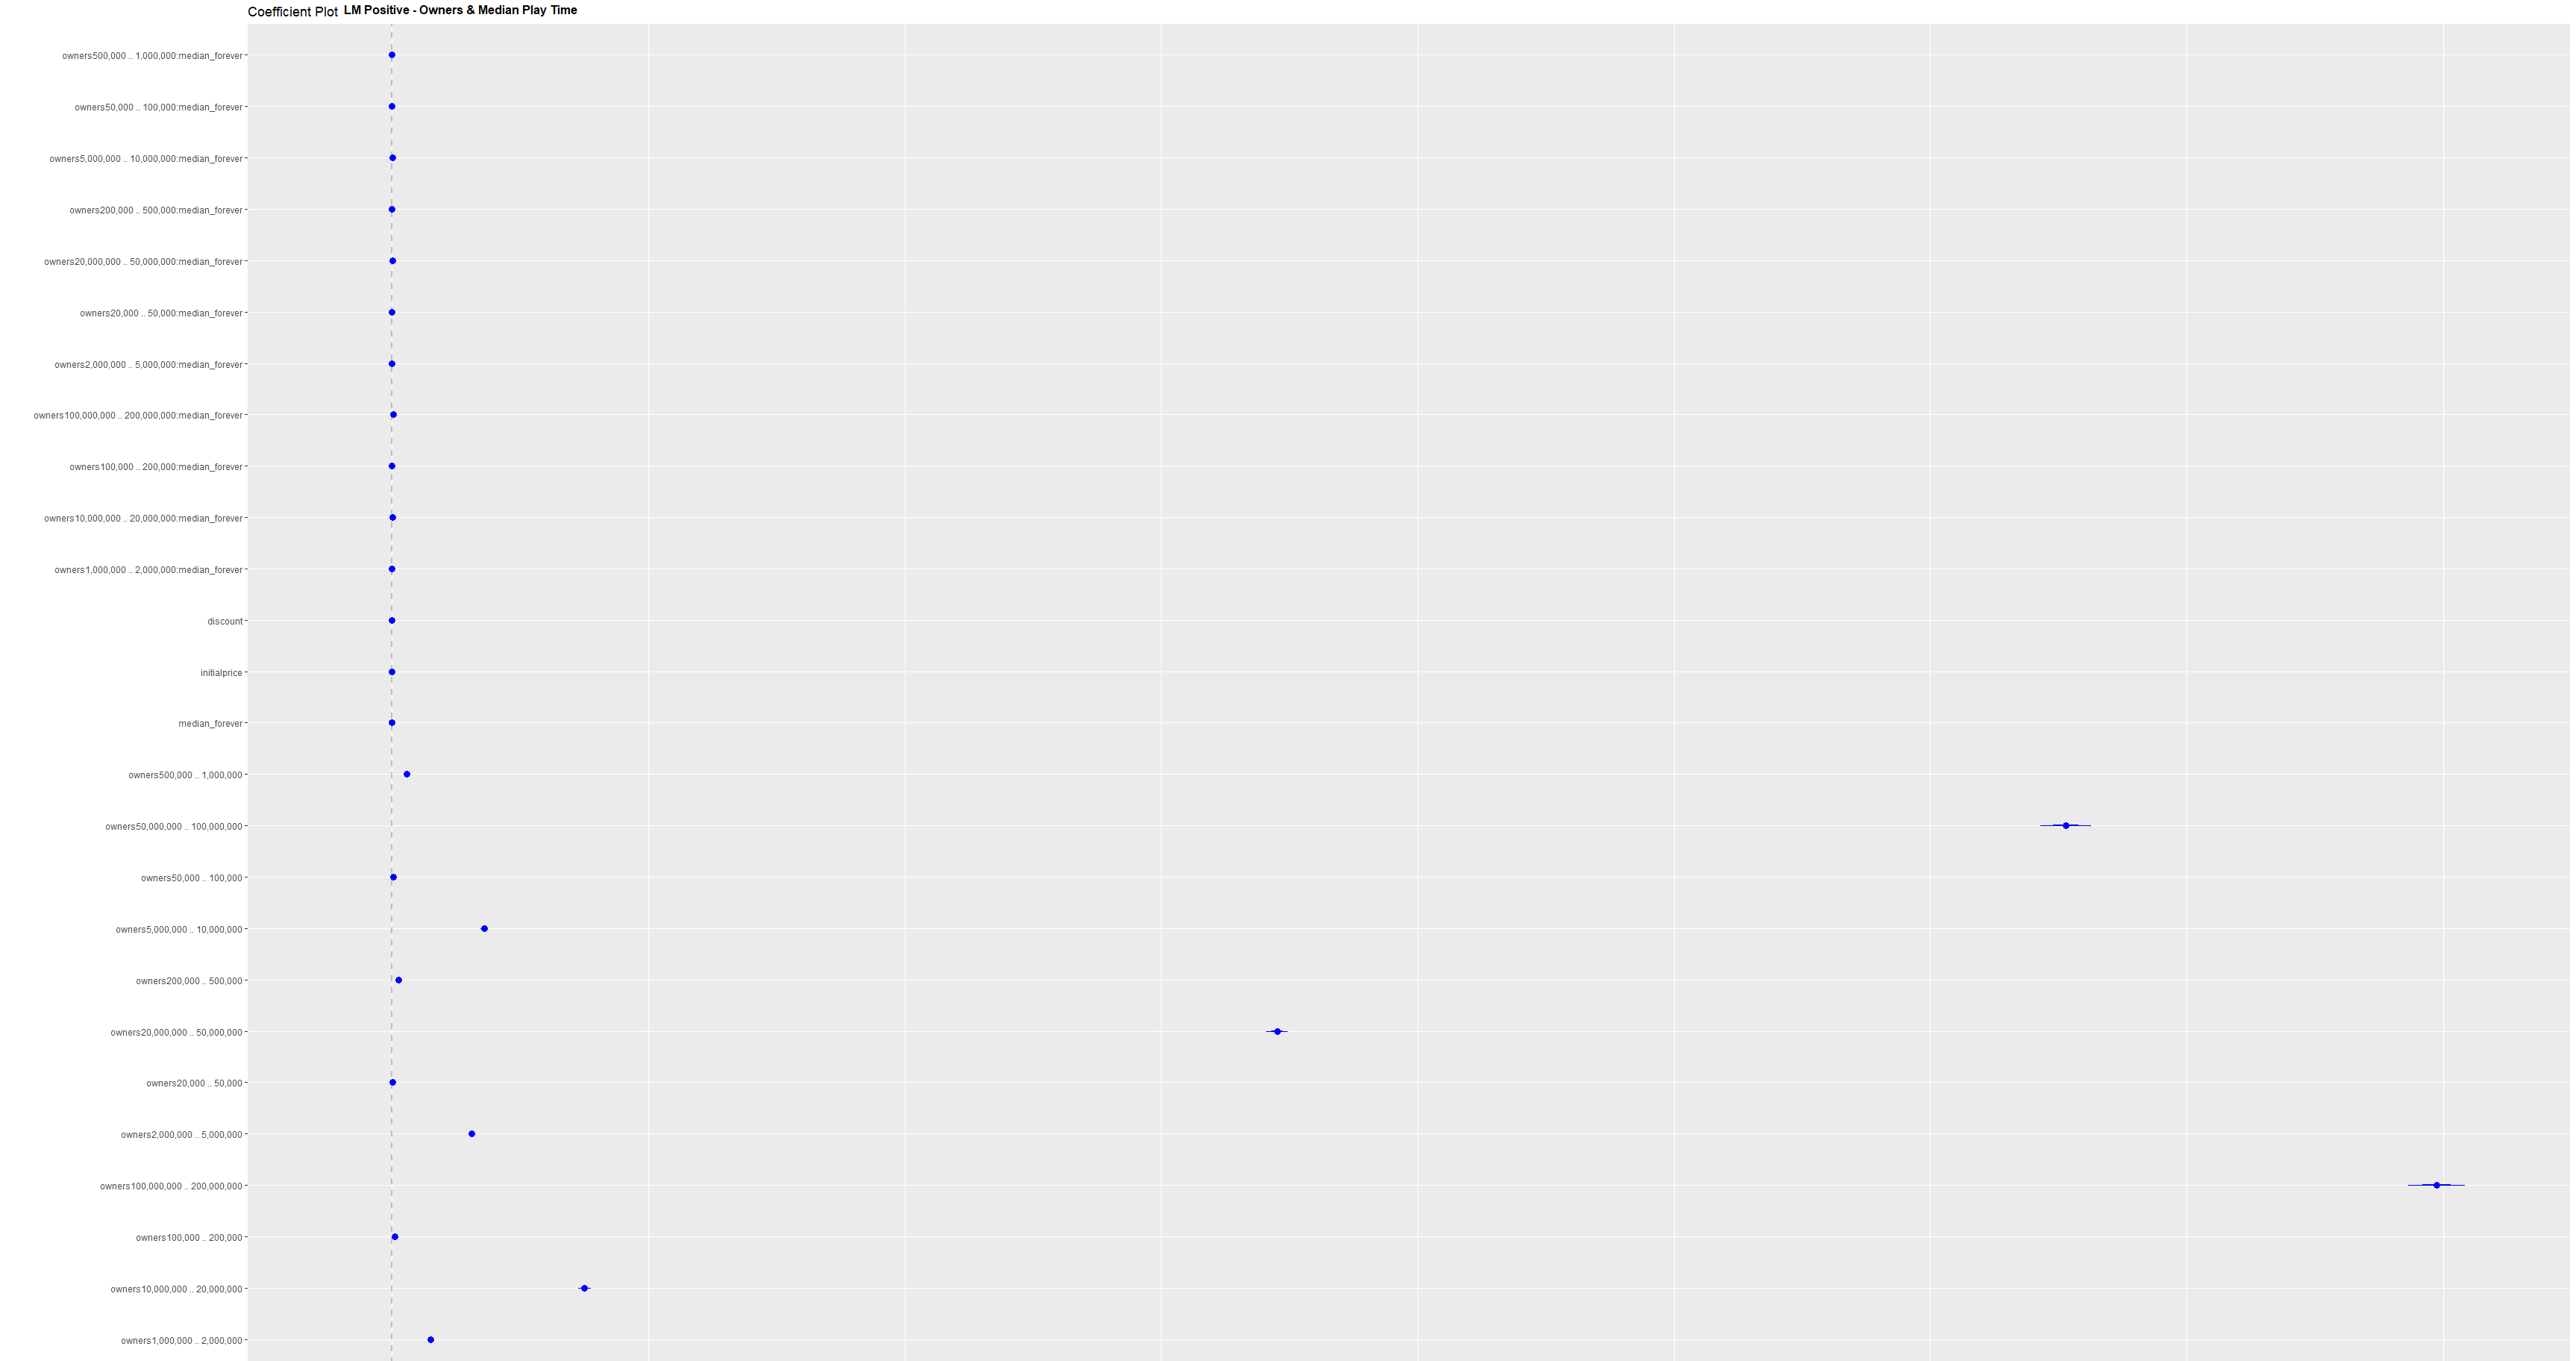 Coefficient Plot LM Positive - Owners & Median Play Time
owners500,000 .. 1,000,000:median_forever
owners50,000 .. 100,000:median_forever
owners5,000,000 .. 10,000,000:median_forever
owners200,000 .. 500,000:median_forever
owners20,000,000 .. 50,000,000:median_forever
owners20,000 .. 50,000:median_forever
owners2,000,000 .. 5,000,000:median_forever
owners100,000,000 .. 200,000,000:median_forever
owners100,000 .. 200,000:median_forever
owners10,000,000 .. 20,000,000:median_forever
owners1,000,000 .. 2,000,000:median_forever
discount
initialprice
median_forever
owners500,000 .. 1,000,000
owners50,000,000 .. 100,000,000
owners50,000 .. 100,000
owners5,000,000 .. 10,000,000
owners200,000 .. 500,000
owners20,000,000 .. 50,000,000
owners20,000 .. 50,000
owners2,000,000 .. 5,000,000
owners100,000,000 .. 200,000,000
owners100,000 .. 200,000
owners10,000,000 .. 20,000,000
owners1,000,000 .. 2,000,000